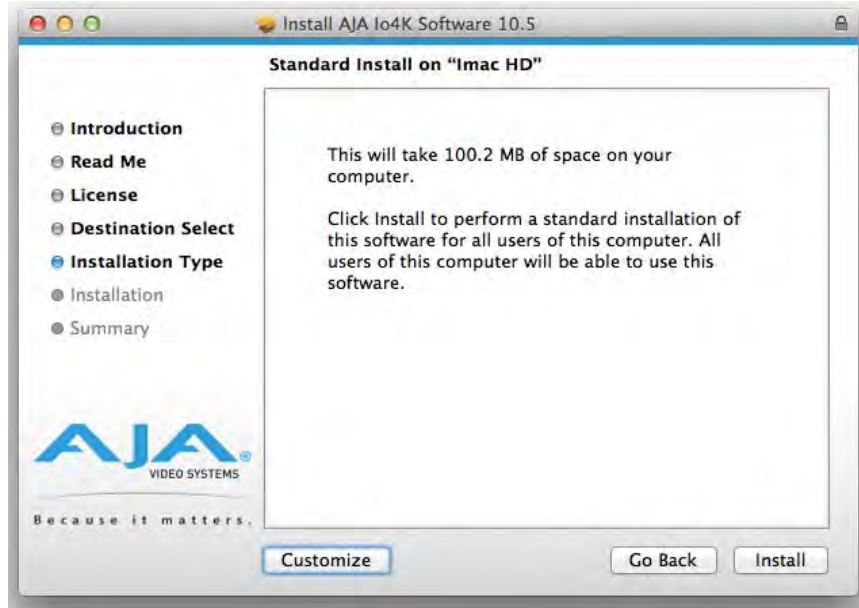 Install AJA Io4K Software 10.5
Standard Install on “Imac HD”
Introduction
Read Me
License
Destination Select
Installation Type
Installation
Summary
This will take 100.2 MB of space on your
computer.
Click Install to perform a standard installation of
this software for all users of this computer. All
users of this computer will be able to use this
software.
AJA®
VIDEO SYSTEMS
Because it matters.
Customize
Go Back
Install